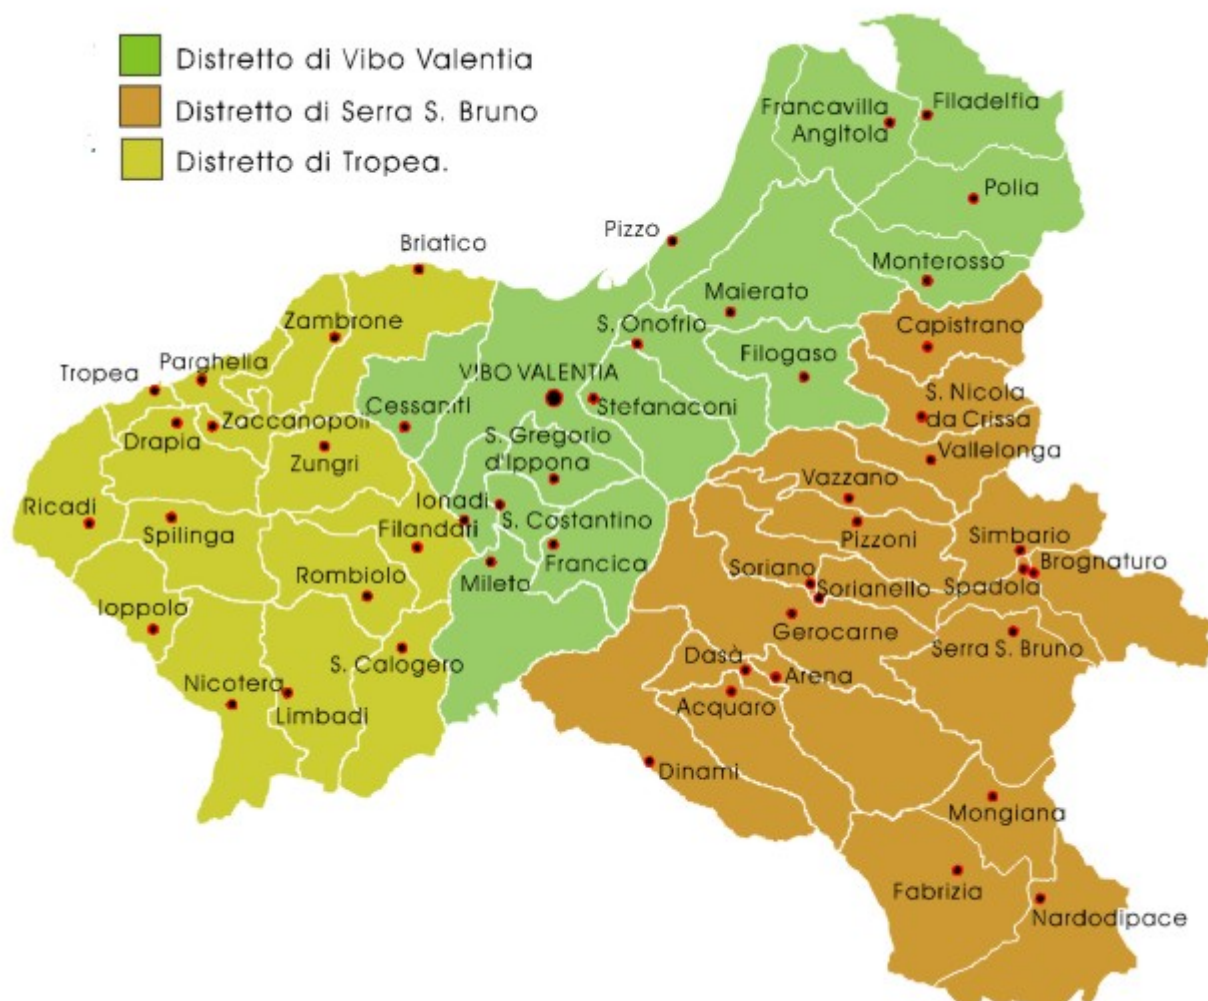 Distretto di Vibo Valentia
Distretto di Serra S. Bruno
Distretto di Tropea.
Francavilla
Angitola
Filadelfia
Polia
Pizzo
Briatico
Monterosso
Maierato
Zambrone
S. Onofrio
Capistrano
Parghelia
Filogaso
Tropea
VIBO VALENTIA
S. Nicola
da Crissa
Cessaniti
Stefanaconi
Zaccanopoli
Drapia
S. Gregorio
d'Ippona
Vallelonga
Zungri
Vazzano
Ricadi
Ionadi
Spilinga
Filandari
S. Costantino
Pizzoni
Simbario
Rombiolo
Mileto
Francica
Soriano
Brognaturo
Sorianello
Spadola
Ioppolo
Gerocarne
Serra S. Bruno
S. Calogero
Dasà
Arena
Nicotera
Limbadi
Acquaro
Dinami
Mongiana
Fabrizia
Nardodipace